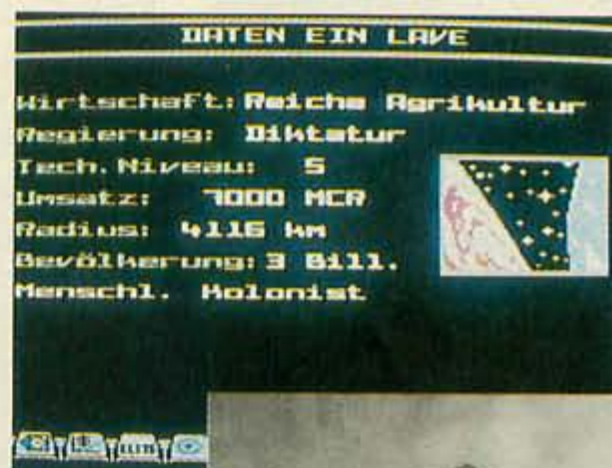 DATEN EIN LAVE
Wirtschaft: Reiche Agrikultur
Regierung: Diktatur
Tech.Niveau: 5
Umsatz: 7000 MCR
Radius: 4116 km
Bevölkerung: 3 Bill.
Menschl. Kolonist